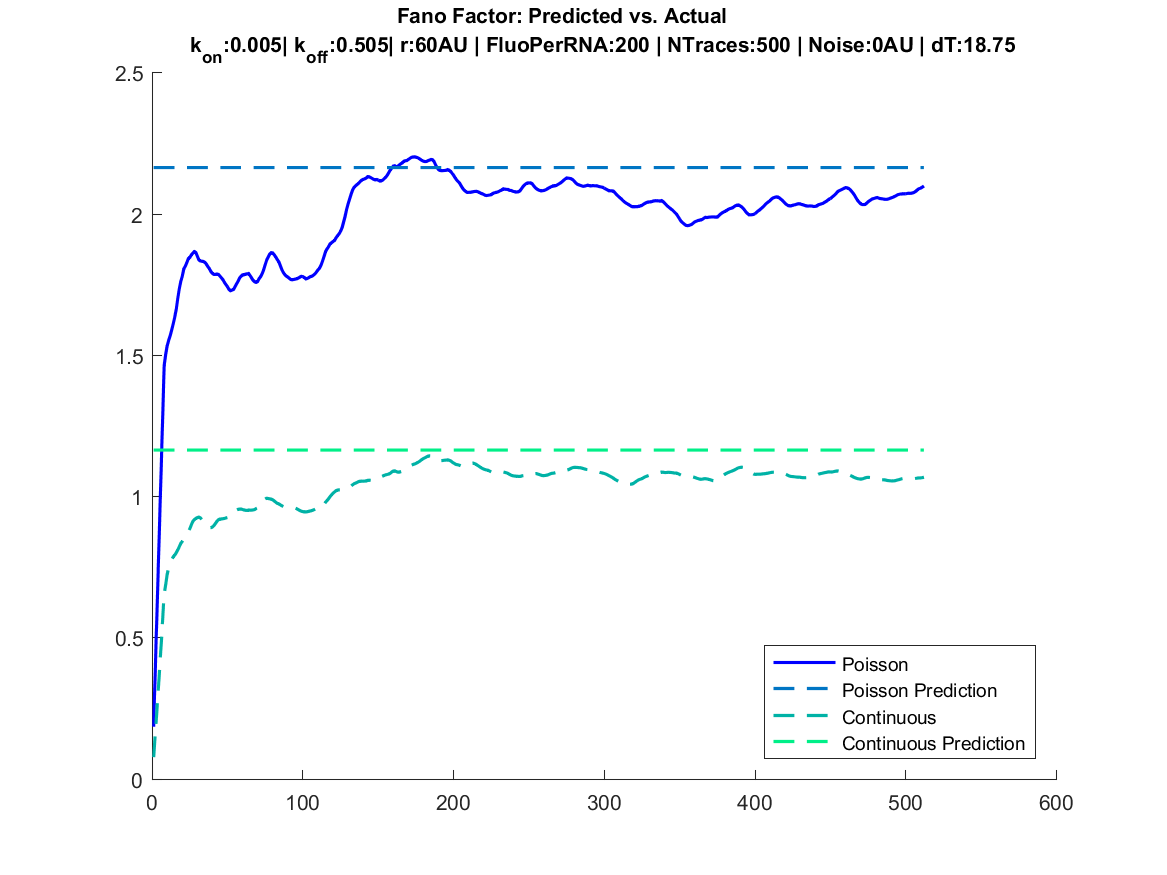 Fano Factor: Predicted vs. Actual
kon:0.005| koff:0.505| r:60AU | FluoPerRNA:200 | NTraces:500 | Noise:0AU | dT:18.75
2.5
2
1.5
1
0.5
0
0 100 200 300 400 500 600
Poisson
Poisson Prediction
Continuous
Continuous Prediction